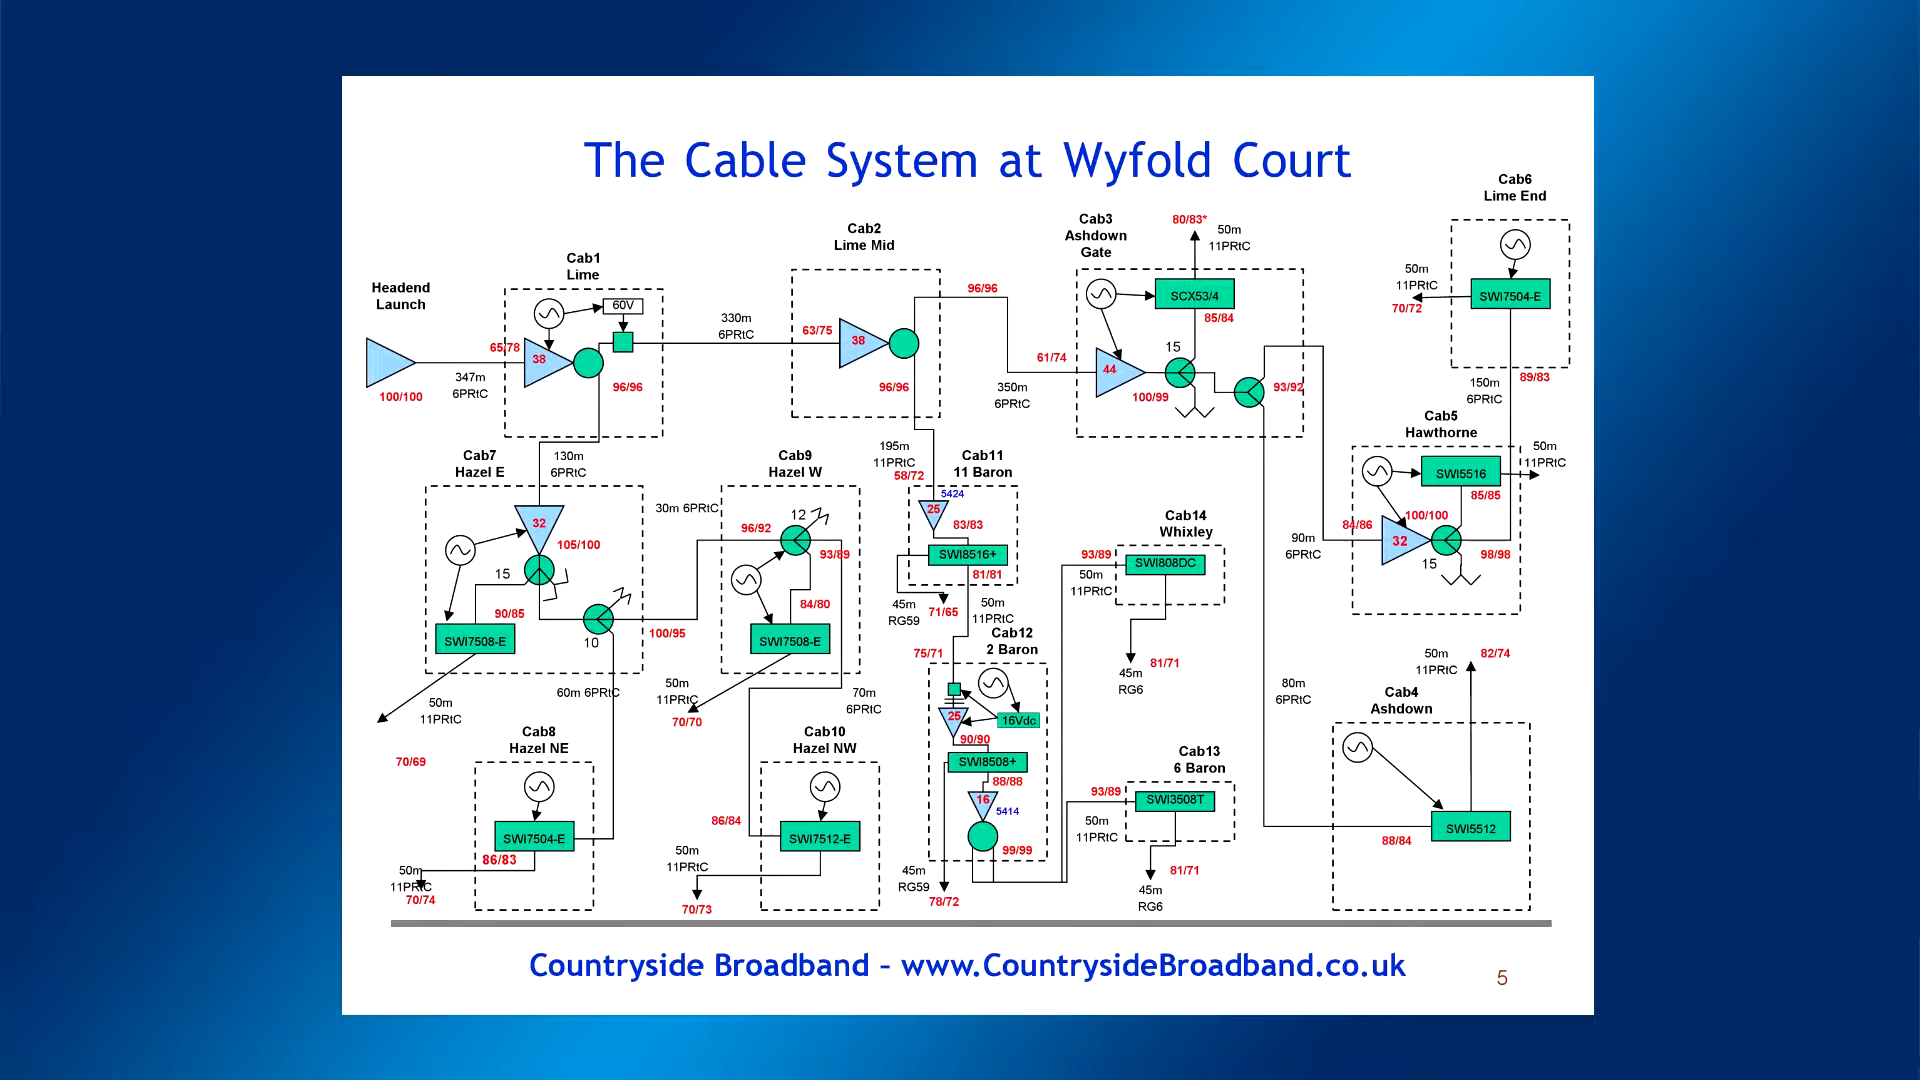 The Cable System at Wyfold Court
Cab6
Lime End
Cab3
Ashdown
Gate
80/83*
50m
11PRtC
Cab2
Lime Mid
Cab1
Lime
Headend
Launch
60V
65/78
38
100/100
347m
6PRtC
96/96
330m
6PRtC
63/75
38
96/96
96/96
61/74
350m
6PRtC
SCX53/4
85/84
15
44
100/99
93/92
50m
11PRtC
70/72
SWI7504-E
89/83
150m
6PRtC
Cab5
Hawthorne
50m
11PRtC
SWI5516
85/85
100/100
84/86
32
98/98
15
90m
6PRtC
Cab7
Hazel E
130m
6PRtC
32
105/100
15
90/85
SWI7508-E
10
50m
11PRtC
70/69
60m 6PRtC
100/95
30m 6PRtC
Cab9
Hazel W
12
96/92
93/89
84/80
SWI7508-E
50m
11PRtC
70/70
70m
6PRtC
195m
11PRtC
58/72
Cab11
11 Baron
5424
25
83/83
SWI8516+
81/81
45m
RG59
71/65
50m
11PRtC
Cab12
2 Baron
75/71
25
16Vdc
90/90
SWI8508+
88/88
16
5414
99/99
45m
RG59
78/72
Cab14
Whixley
93/89
50m
11PRtC
SWI808DC
81/71
45m
RG6
Cab13
6 Baron
93/89
50m
11PRtC
SWI3508T
81/71
45m
RG6
80m
6PRtC
50m
11PRtC
82/74
Cab4
Ashdown
SWI5512
88/84
Cab8
Hazel NE
SWI7504-E
86/83
50m
11PRtC
70/74
Cab10
Hazel NW
86/84
SWI7512-E
50m
11PRtC
70/73
Countryside Broadband – www.CountrysideBroadband.co.uk
5